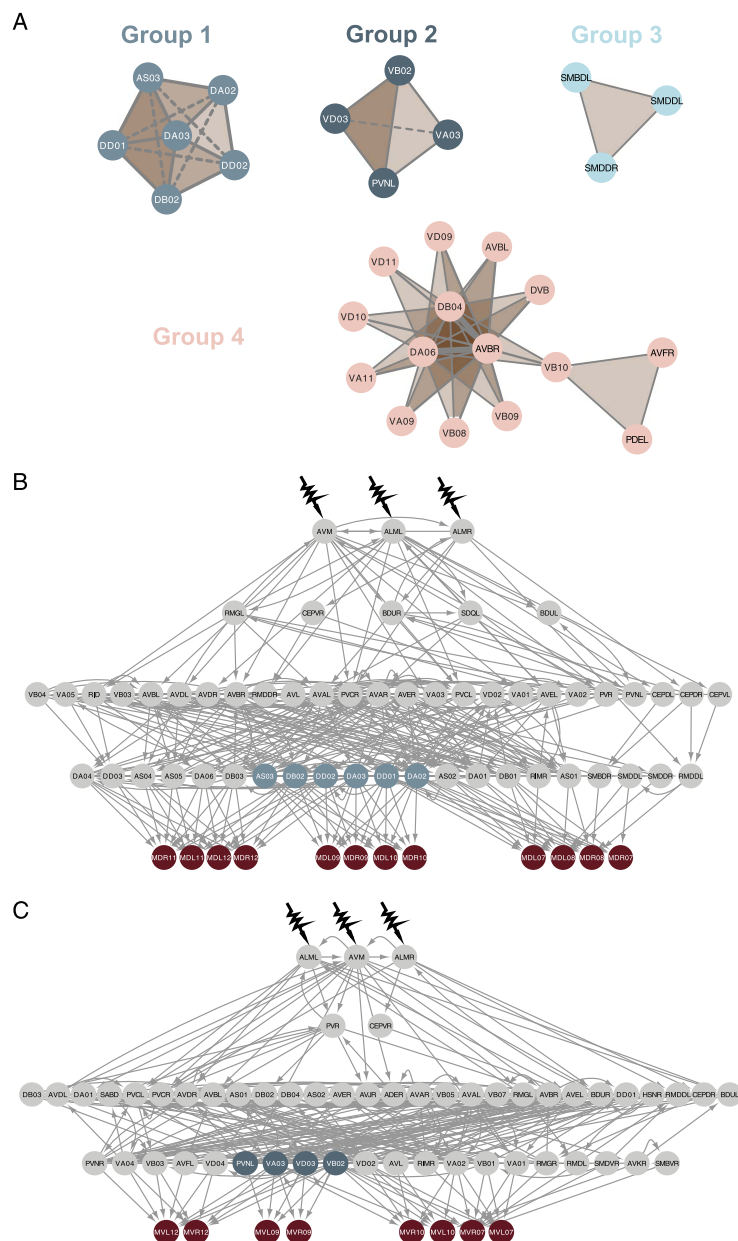 A
Group 1 Group 2 Group 3
AS03 DA02 DA03 DD01 DD02 DB02
VB02 VD03 VA03 PVNL
SMBDL SMDDL SMDDR
Group 4
VD09 AVBL VD11 DVB DB04 VD10 AVBR DA06 AVFR VB10 VA11 VA09 VB09 VB08 PDEL
B
AVM ALML ALMR
RMGL CEPVR BDUR SDQL BDUL
VB04 VA05 RID VB03 AVBL AVDL AVDR AVBR RMDDR AVL AVAL PVCR AVAR AVER VA03 PVCL VD02 VA01 AVEL VA02 PVR PVNL CEPDL CEPDR CEPVL
DA04 DD03 AS04 AS05 DA06 DB03 AS03 DB02 DD02 DA03 DD01 DA02 AS02 DA01 DB01 RIMR AS01 SMBDR SMDDL SMDDR RMDDL
MDR11 MDL11 MDL12 MDR12 MDL09 MDR09 MDL10 MDR10 MDL07 MDL08 MDR08 MDR07
C
ALML AVM ALMR
PVR CEPVR
DB03 AVDL DA01 SABD PVCL PVCR AVDR AVBL AS01 DB02 DB04 AS02 AVER AVJR ADER AVAR VB05 AVAL VB07 RMGL AVBR AVEL BDUR DD01 HSNR RMDDL CEPDR BDUL
PVNR VA04 VB03 AVFL VD04 PVNL VA03 VD03 VB02 VD02 AVL RIMR VA02 VB01 VA01 RMGR RMDL SMDVR AVKR SMBVR
MVL12 MVR12 MVL09 MVR09 MVR10 MVL10 MVR07 MVL07